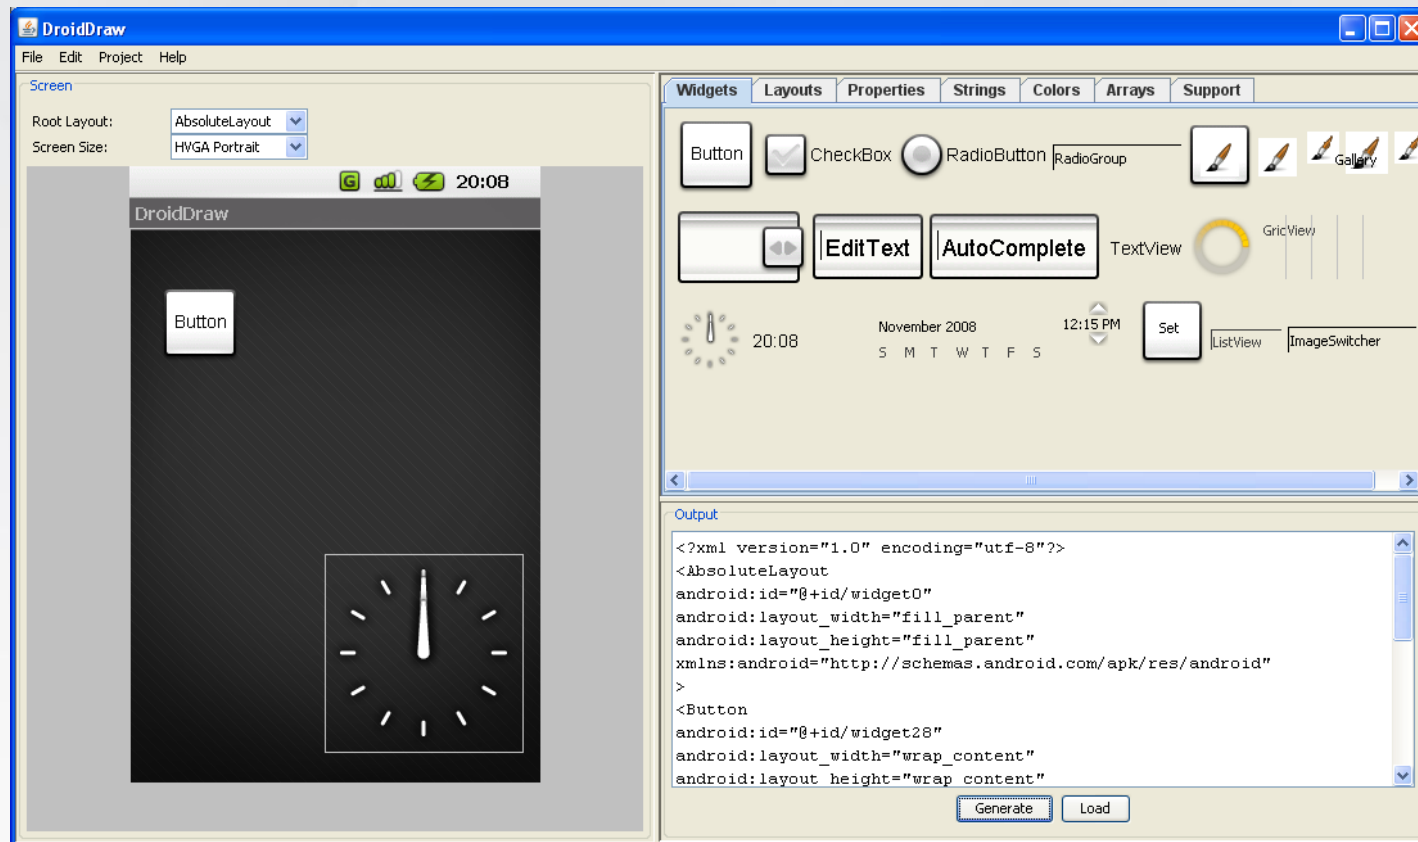 DroidDraw
File Edit Project Help
Screen
Root Layout: AbsoluteLayout
Screen Size: HVGA Portrait
G 20:08
DroidDraw
Button
Widgets Layouts Properties Strings Colors Arrays Support
Button CheckBox RadioButton RadioGroup Gallery
EditText AutoComplete TextView GridView
20:08 November 2008 12:15 PM Set ListView ImageSwitcher
S M T W T F S
Output
<?xml version="1.0" encoding="utf-8"?>
<AbsoluteLayout
android:id="@+id/widget0"
android:layout_width="fill_parent"
android:layout_height="fill_parent"
xmlns:android="http://schemas.android.com/apk/res/android"
>
<Button
android:id="@+id/widget28"
android:layout_width="wrap_content"
android:layout_height="wrap_content"
Generate Load